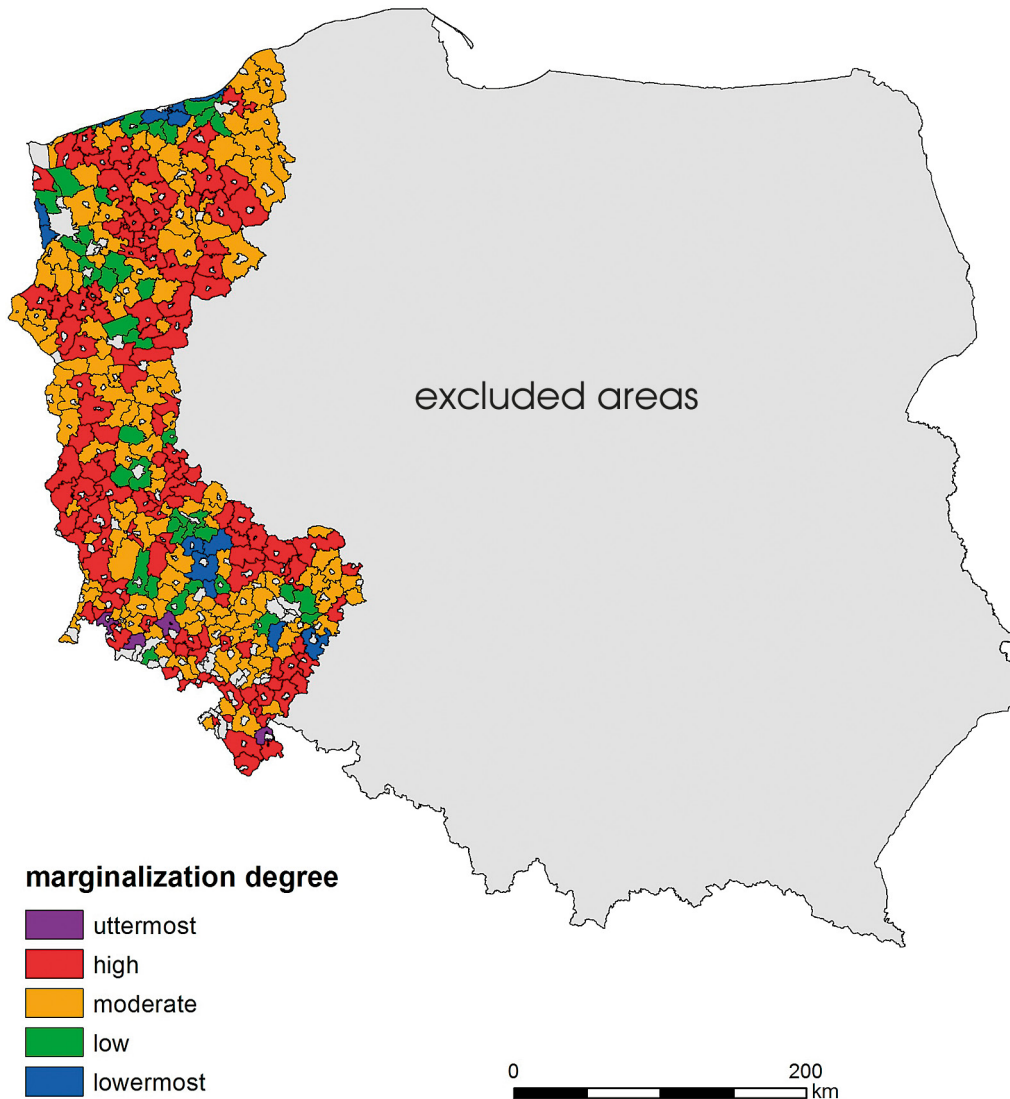 excluded areas
marginalization degree
uttermost
high
moderate
low
lowermost
0 200
km